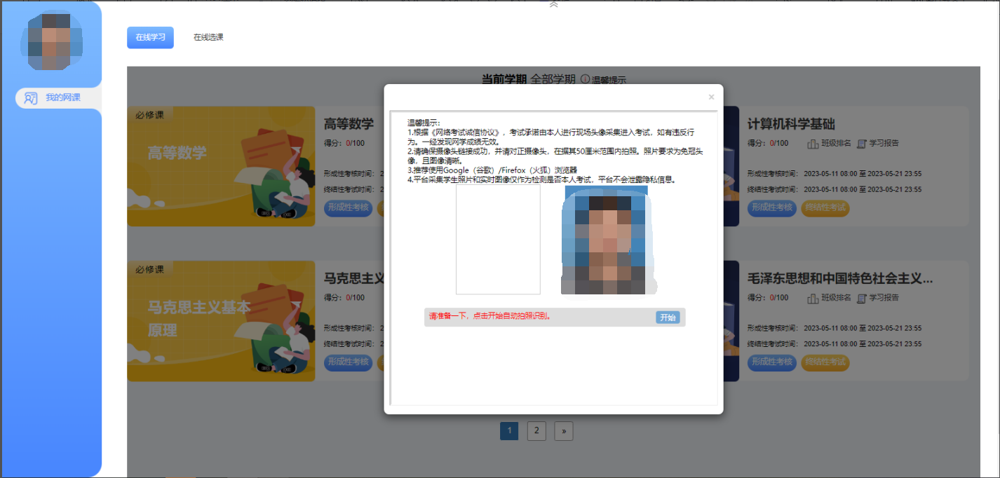 在线学习
在线选课
我的网课
当前学期 全部学期 温馨提示
×
温馨提示:
1.根据《网络考试诚信协议》，考试承诺由本人进行现场头像采集进入考试，如有违反行
为。一经发现网学成绩无效。
2.请确保摄像头链接成功，并请对正摄像头，在据其50厘米范围内拍照。照片要求为免冠头
像，且图像清晰。
3.推荐使用Google（谷歌）/Firefox（火狐）浏览器
4.平台采集学生照片和实时图像仅作为检测是否本人考试，平台不会泄露隐私信息。
请准备一下，点击开始自动拍照识别。
开始
必修课
高等数学
高等数学
得分：0/100
形成性考核时间： 2
终结性考试时间： 2
形成性考核
计算机科学基础
得分：0/100
班级排名
学习报告
形成性考核时间： 2023-05-11 08:00 至 2023-05-21 23:55
终结性考试时间： 2023-05-11 08:00 至 2023-05-21 23:55
形成性考核
终结性考试
必修课
马克思主义基本
原理
马克思主义
得分：0/100
形成性考核时间： 2
终结性考试时间： 2
形成性考核
毛泽东思想和中国特色社会主义...
得分：0/100
班级排名
学习报告
形成性考核时间： 2023-05-11 08:00 至 2023-05-21 23:55
终结性考试时间： 2023-05-11 08:00 至 2023-05-21 23:55
形成性考核
终结性考试
1
2
»